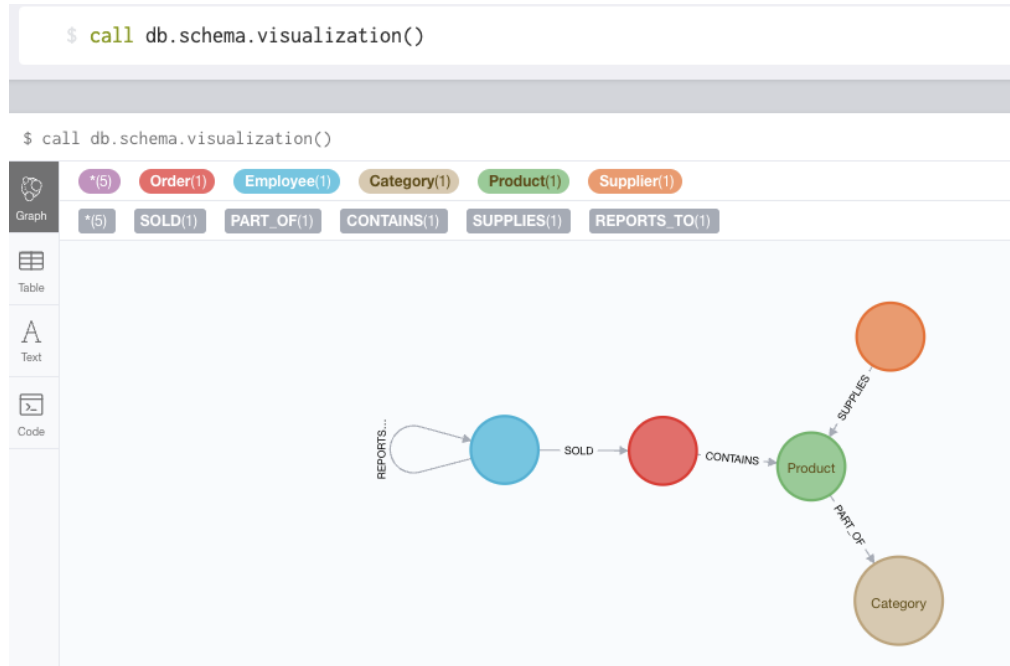 $ call db.schema.visualization()
$ call db.schema.visualization()
*(5) Order(1) Employee(1) Category(1) Product(1) Supplier(1)
Graph
*(5) SOLD(1) PART_OF(1) CONTAINS(1) SUPPLIES(1) REPORTS_TO(1)
Table
A
Text
>_
Code
SUPPLIES
REPORTS...
SOLD
CONTAINS
Product
PART_OF
Category